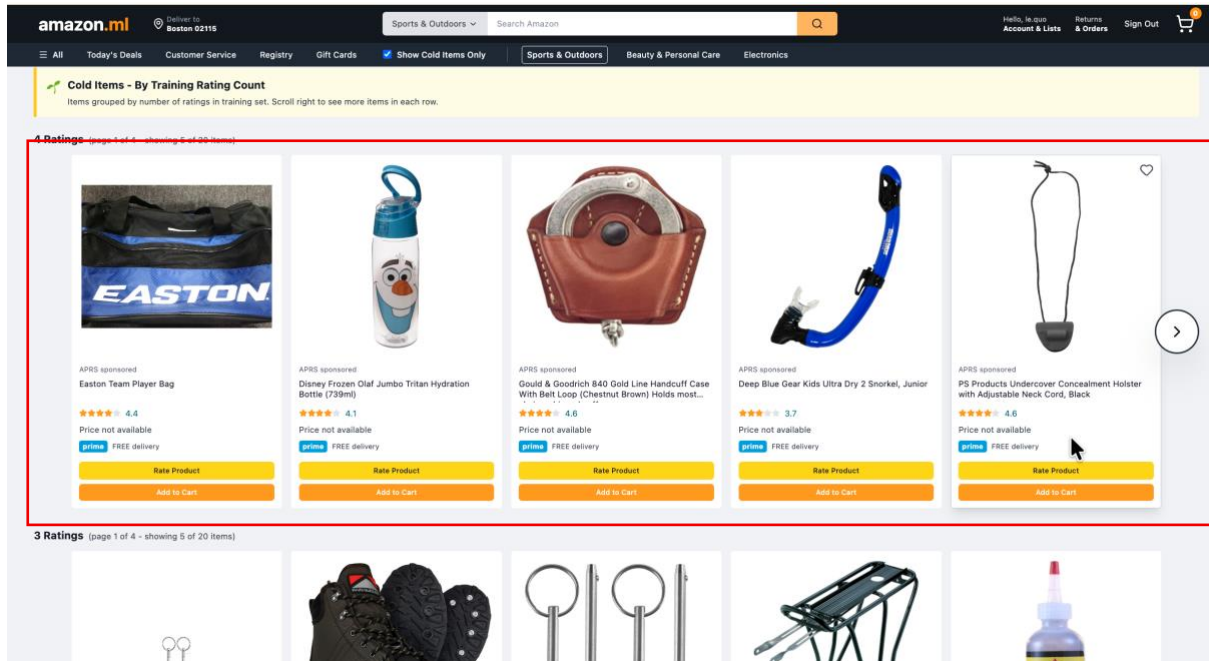 amazon.ml
Deliver to
Boston 02115
Sports & Outdoors
Search Amazon
Hello, le.quo
Account & Lists
Returns
& Orders
Sign Out
0
All
Today's Deals
Customer Service
Registry
Gift Cards
Show Cold Items Only
Sports & Outdoors
Beauty & Personal Care
Electronics
Cold Items - By Training Rating Count
Items grouped by number of ratings in training set. Scroll right to see more items in each row.
4 Ratings (page 1 of 4 - showing 5 of 20 items)
EASTON
APRS sponsored
Easton Team Player Bag
4.4
Price not available
prime FREE delivery
Rate Product
Add to Cart
APRS sponsored
Disney Frozen Olaf Jumbo Tritan Hydration
Bottle (739ml)
4.1
Price not available
prime FREE delivery
Rate Product
Add to Cart
APRS sponsored
Gould & Goodrich 840 Gold Line Handcuff Case
With Belt Loop (Chestnut Brown) Holds most...
4.6
Price not available
prime FREE delivery
Rate Product
Add to Cart
APRS sponsored
Deep Blue Gear Kids Ultra Dry 2 Snorkel, Junior
3.7
Price not available
prime FREE delivery
Rate Product
Add to Cart
APRS sponsored
PS Products Undercover Concealment Holster
with Adjustable Neck Cord, Black
4.6
Price not available
prime FREE delivery
Rate Product
Add to Cart
3 Ratings (page 1 of 4 - showing 5 of 20 items)